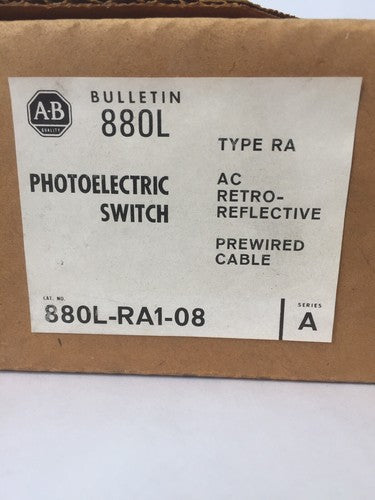 A-B
QUALITY
BULLETIN
880L
PHOTOELECTRIC
SWITCH
TYPE RA
AC
RETRO-
REFLECTIVE
PREWIRED
CABLE
CAT. NO.
880L-RA1-08
SERIES
A